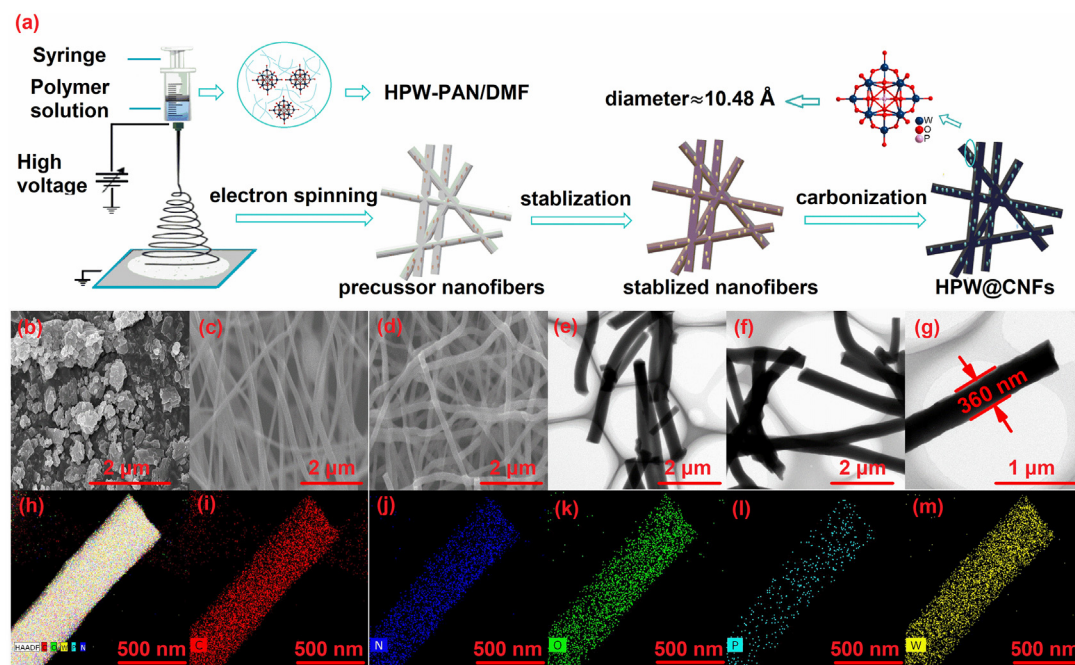 (a)
Syringe
Polymer
solution
HPW-PAN/DMF
diameter≈10.48 Å
W
O
P
High
voltage
electron spinning
stablization
carbonization
precussor nanofibers
stablized nanofibers
HPW@CNFs
(b)
(c)
(d)
(e)
(f)
(g)
360 nm
2 µm
2 µm
2 µm
2 µm
2 µm
1 µm
(h)
(i)
(j)
(k)
(l)
(m)
HAADF C O W P N
500 nm
C
500 nm
N
500 nm
O
500 nm
P
500 nm
W
500 nm